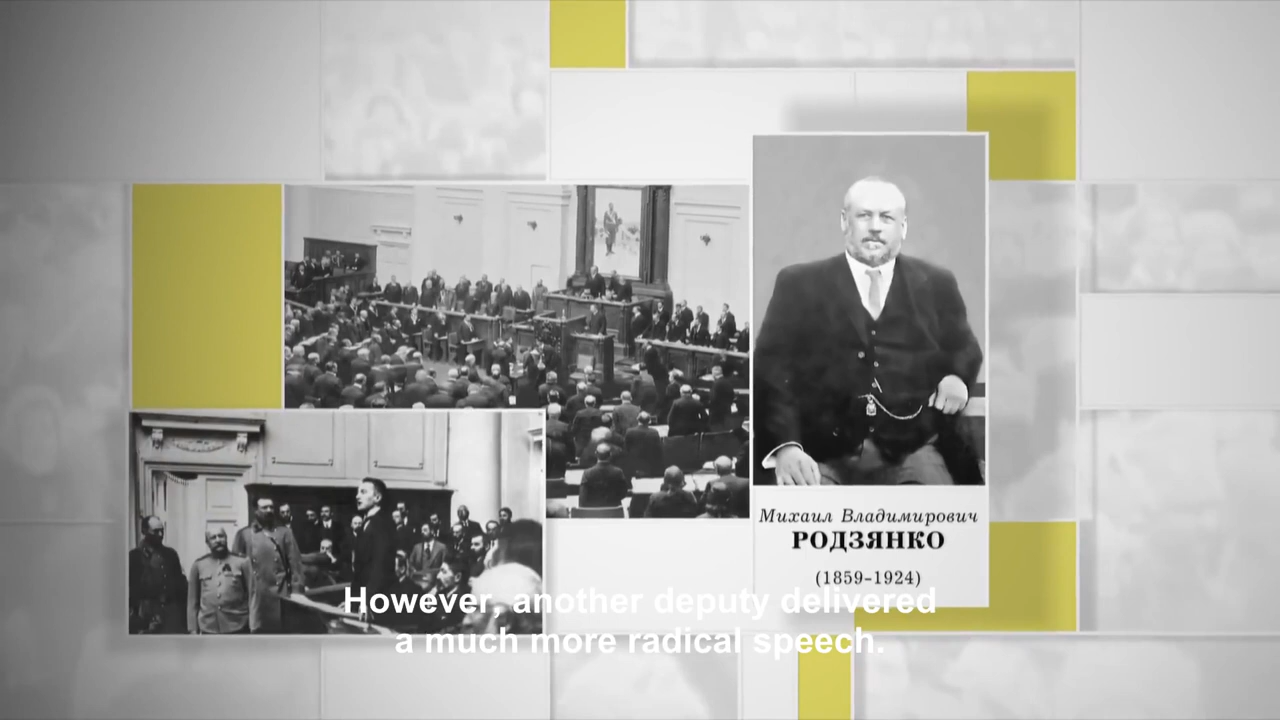 Михаил Владимирович
РОДЗЯНКО
(1859–1924)
However, another deputy delivered
a much more radical speech.